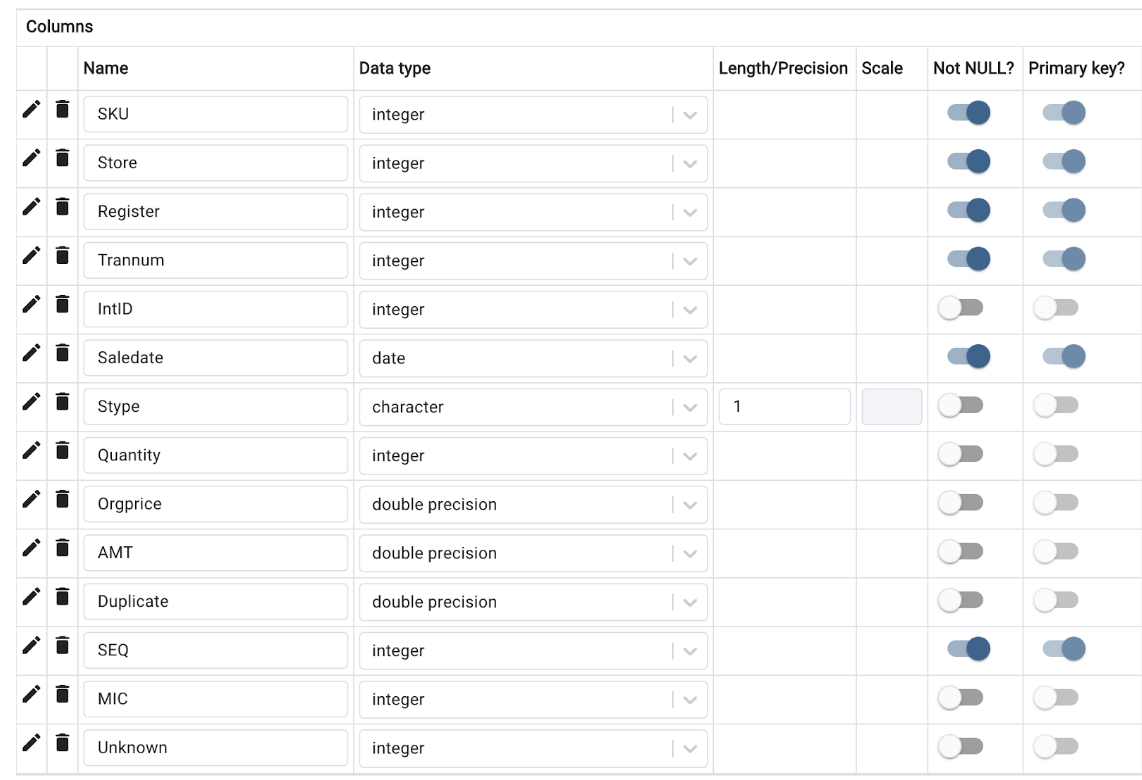 Columns
Name Data type Length/Precision Scale Not NULL? Primary key?
SKU integer
Store integer
Register integer
Trannum integer
IntID integer
Saledate date
Stype character 1
Quantity integer
Orgprice double precision
AMT double precision
Duplicate double precision
SEQ integer
MIC integer
Unknown integer